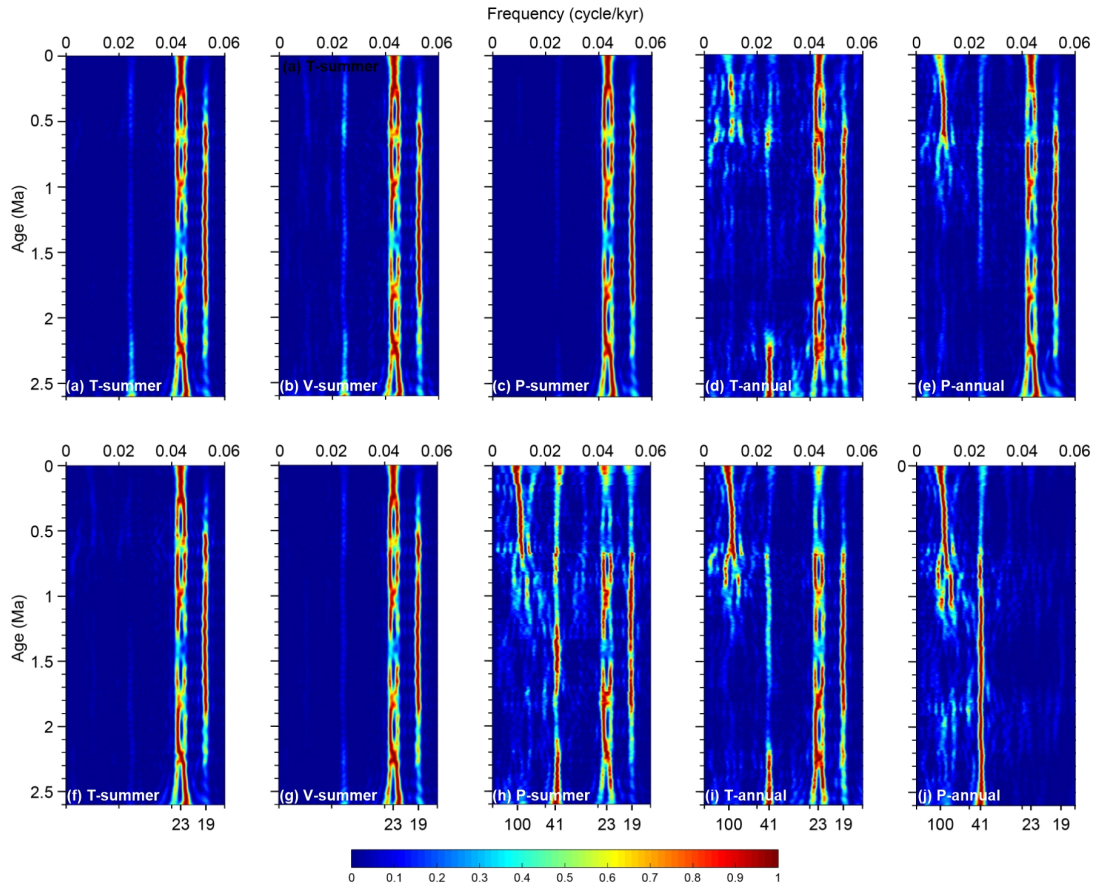 Frequency (cycle/kyr)
0 0.02 0.04 0.06 0 0.02 0.04 0.06 0 0.02 0.04 0.06 0 0.02 0.04 0.06 0 0.02 0.04 0.06
0
(a) T-summer
0.5
1
Age (Ma)
1.5
2
2.5
(a) T-summer (b) V-summer (c) P-summer (d) T-annual (e) P-annual
0 0.02 0.04 0.06 0 0.02 0.04 0.06 0 0.02 0.04 0.06 0 0.02 0.04 0.06 0 0.02 0.04 0.06
0 0
0.5
1
Age (Ma)
1.5
2
2.5
(f) T-summer (g) V-summer (h) P-summer (i) T-annual (j) P-annual
23 19 23 19 100 41 23 19 100 41 23 19 100 41 23 19
0 0.1 0.2 0.3 0.4 0.5 0.6 0.7 0.8 0.9 1